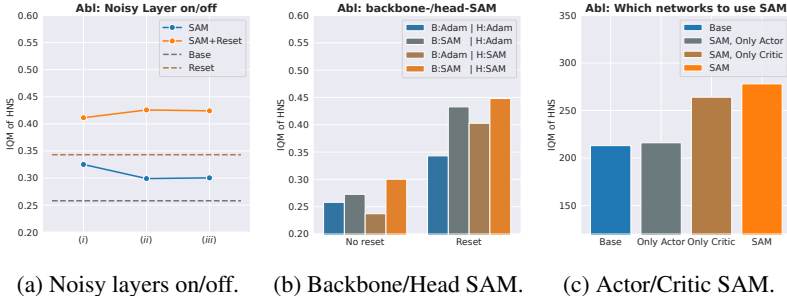 Abl: Noisy Layer on/off
IQM of HNS
0.60
0.55
0.50
0.45
0.40
0.35
0.30
0.25
0.20
SAM
SAM+Reset
Base
Reset
(i)
(ii)
(iii)
(a) Noisy layers on/off.
Abl: backbone-/head-SAM
IQM of HNS
0.60
0.55
0.50
0.45
0.40
0.35
0.30
0.25
0.20
B:Adam | H:Adam
B:SAM | H:Adam
B:Adam | H:SAM
B:SAM | H:SAM
No reset
Reset
(b) Backbone/Head SAM.
Abl: Which networks to use SAM
IQM of HNS
350
300
250
200
150
Base
SAM, Only Actor
SAM, Only Critic
SAM
Base
Only Actor
Only Critic
SAM
(c) Actor/Critic SAM.